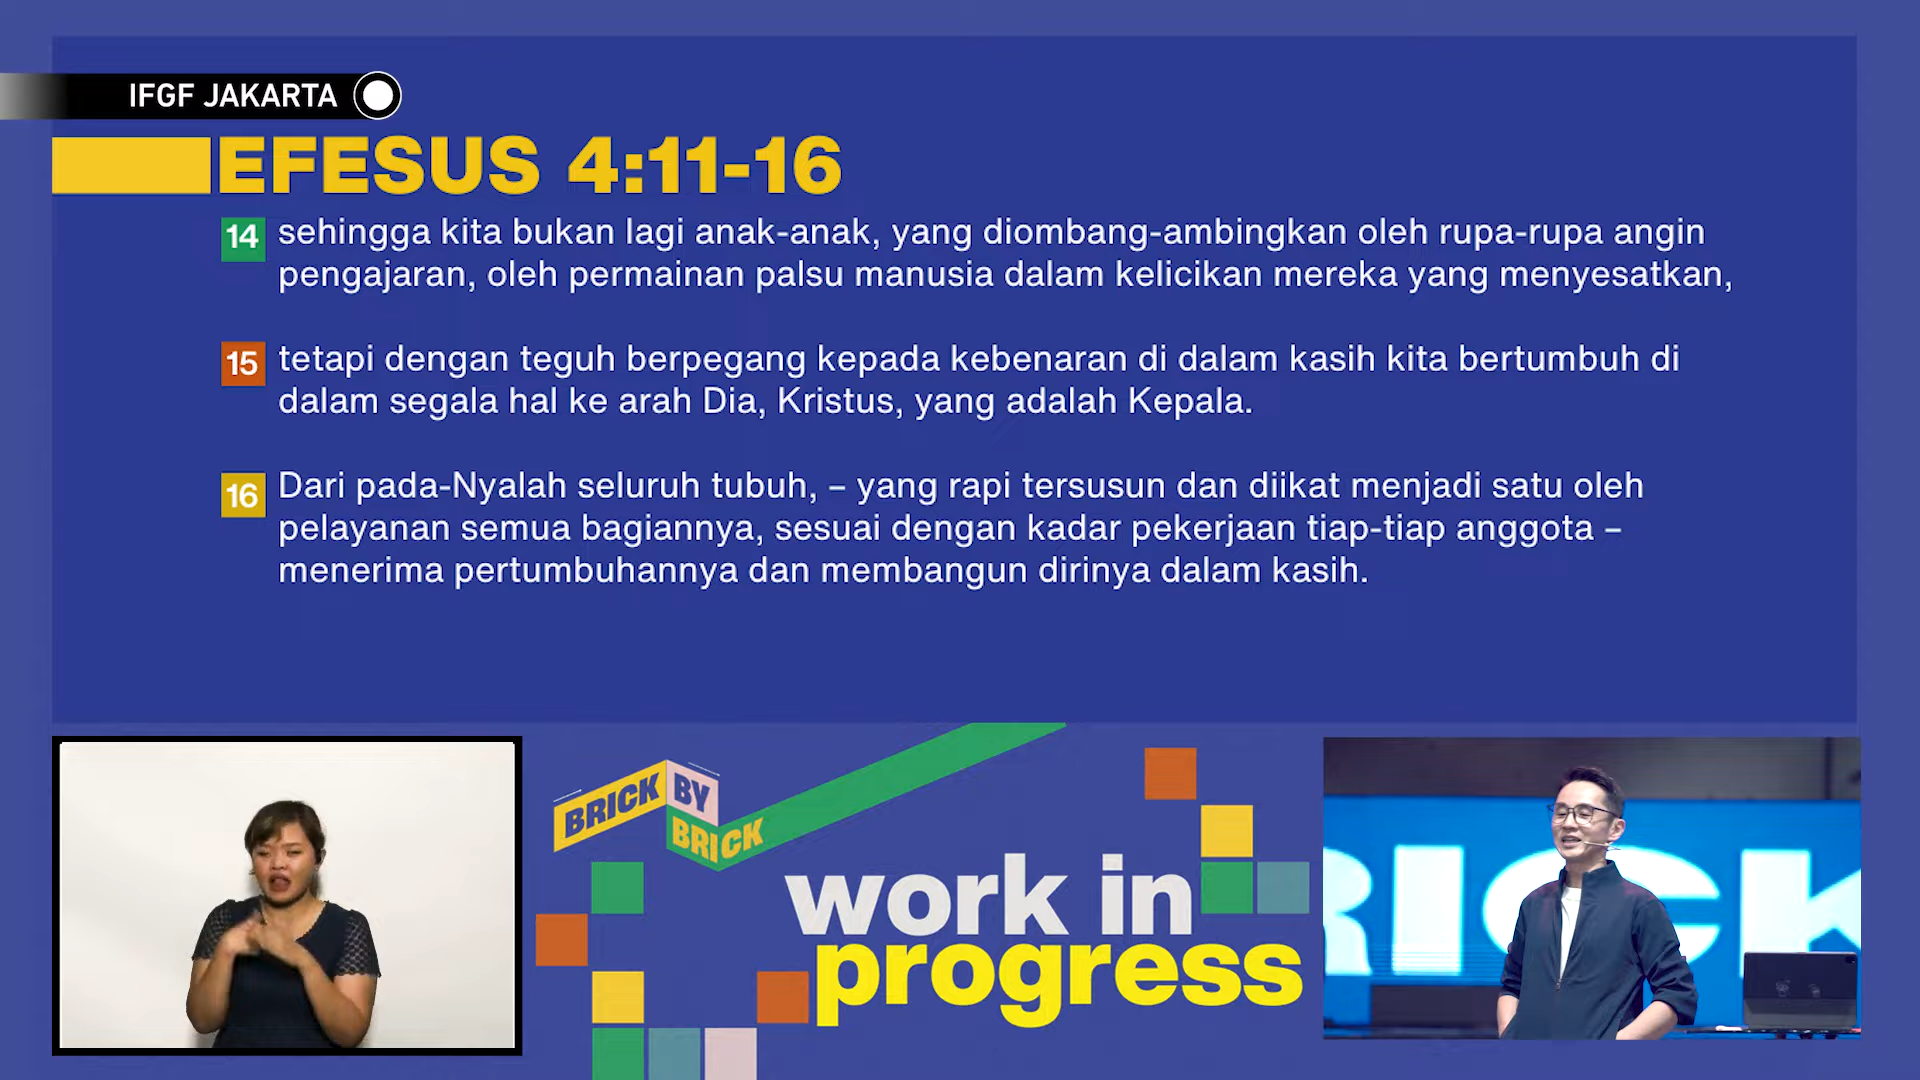 IFGF JAKARTA
EFESUS 4:11-16
14 sehingga kita bukan lagi anak-anak, yang diombang-ambingkan oleh rupa-rupa angin
pengajaran, oleh permainan palsu manusia dalam kelicikan mereka yang menyesatkan,
15 tetapi dengan teguh berpegang kepada kebenaran di dalam kasih kita bertumbuh di
dalam segala hal ke arah Dia, Kristus, yang adalah Kepala.
16 Dari pada-Nyalah seluruh tubuh, – yang rapi tersusun dan diikat menjadi satu oleh
pelayanan semua bagiannya, sesuai dengan kadar pekerjaan tiap-tiap anggota –
menerima pertumbuhannya dan membangun dirinya dalam kasih.
BRICK BY
BRICK
work in
progress
RICK